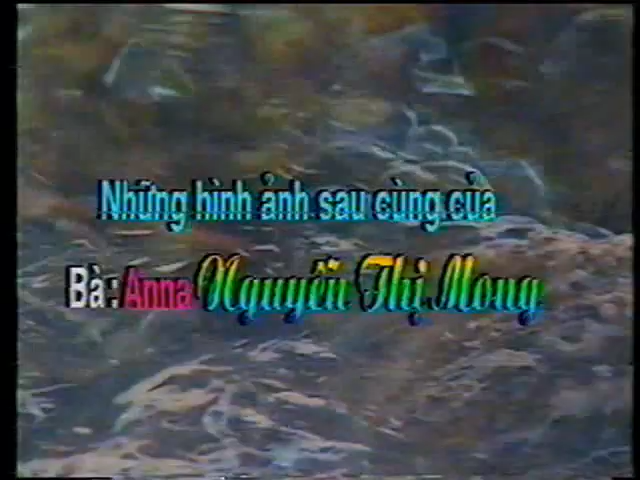 Những hình ảnh sau cùng của
Bà : Anna Nguyễn Thị Mong